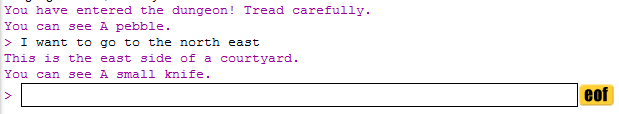 You have entered the dungeon! Tread carefully.
You can see A pebble.
> I want to go to the north east
This is the east side of a courtyard.
You can see A small knife.
> eof